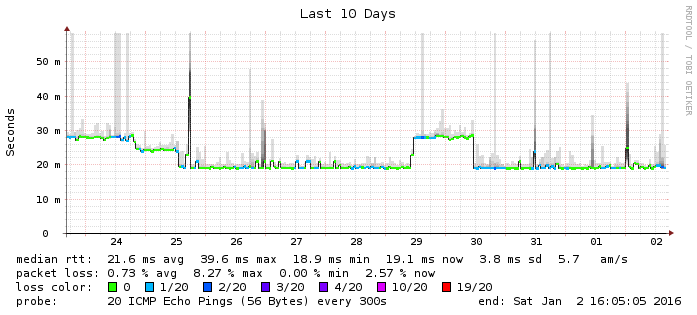 Last 10 Days
RRDTOOL / TOBI OETIKER
Seconds
50 m
40 m
30 m
20 m
10 m
0
24 25 26 27 28 29 30 31 01 02
median rtt: 21.6 ms avg 39.6 ms max 18.9 ms min 19.1 ms now 3.8 ms sd 5.7 am/s
packet loss: 0.73 % avg 8.27 % max 0.00 % min 2.57 % now
loss color: 0 1/20 2/20 3/20 4/20 10/20 19/20
probe: 20 ICMP Echo Pings (56 Bytes) every 300s end: Sat Jan 2 16:05:05 2016